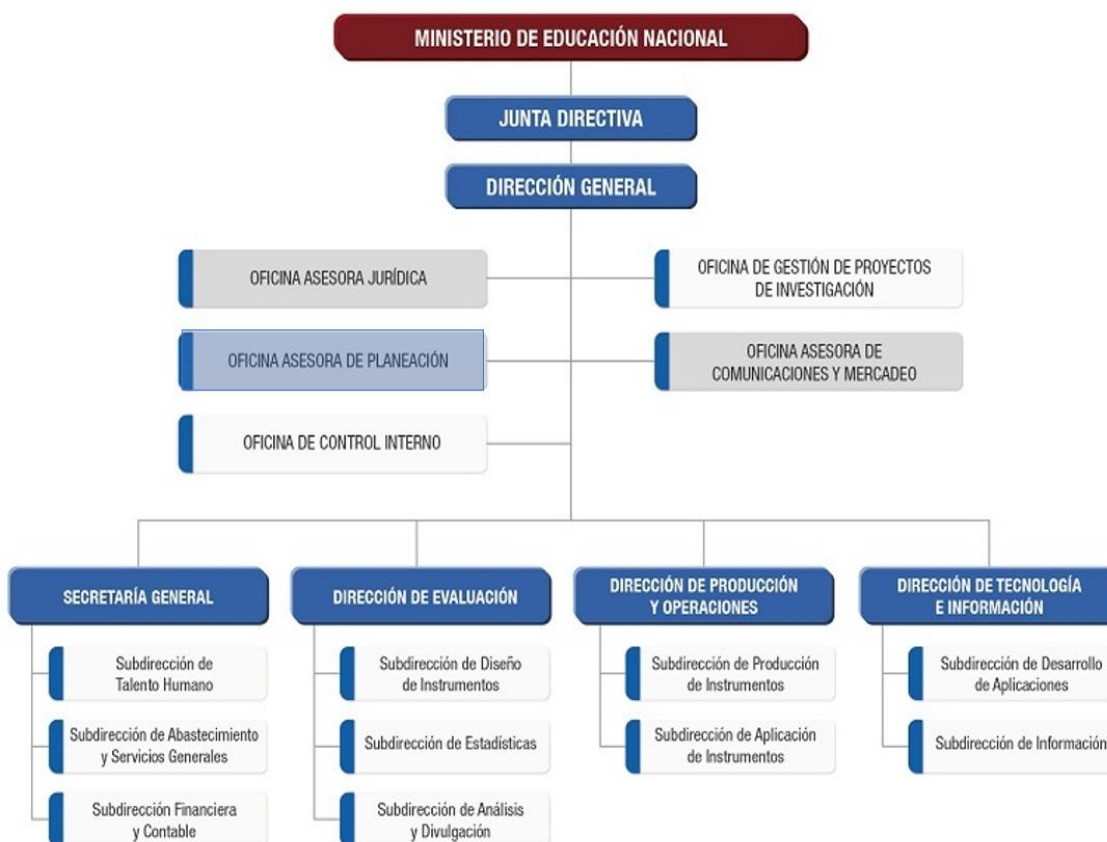 MINISTERIO DE EDUCACIÓN NACIONAL
JUNTA DIRECTIVA
DIRECCIÓN GENERAL
OFICINA ASESORA JURÍDICA
OFICINA DE GESTIÓN DE PROYECTOS
DE INVESTIGACIÓN
OFICINA ASESORA DE PLANEACIÓN
OFICINA ASESORA DE
COMUNICACIONES Y MERCADEO
OFICINA DE CONTROL INTERNO
SECRETARÍA GENERAL
Subdirección de
Talento Humano
Subdirección de Abastecimiento
y Servicios Generales
Subdirección Financiera
y Contable
DIRECCIÓN DE EVALUACIÓN
Subdirección de Diseño
de Instrumentos
Subdirección de Estadísticas
Subdirección de Análisis
y Divulgación
DIRECCIÓN DE PRODUCCIÓN
Y OPERACIONES
Subdirección de Producción
de Instrumentos
Subdirección de Aplicación
de Instrumentos
DIRECCIÓN DE TECNOLOGÍA
E INFORMACIÓN
Subdirección de Desarrollo
de Aplicaciones
Subdirección de Información